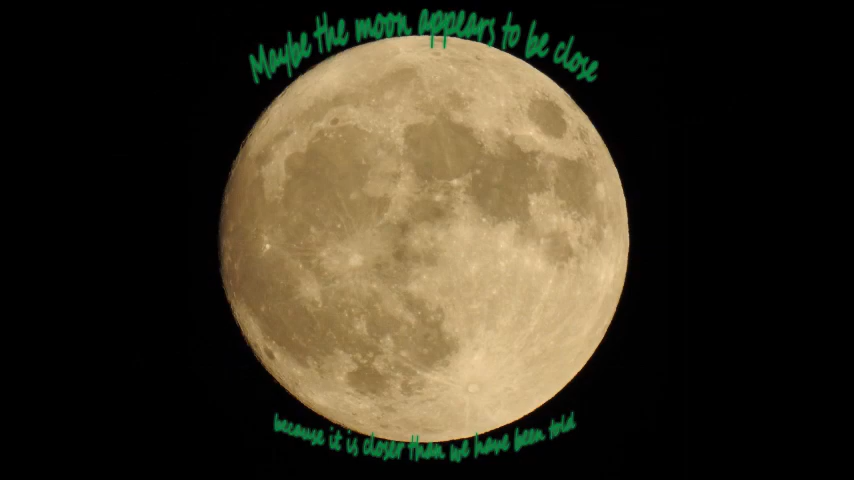 Maybe the moon appears to be close
because it is closer than we have been told